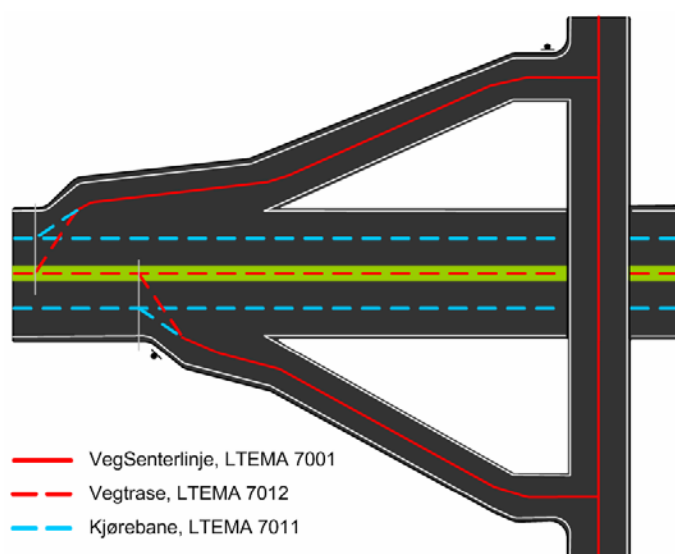 VegSenterlinje, LTEMA 7001
Vegtrase, LTEMA 7012
Kjørebane, LTEMA 7011